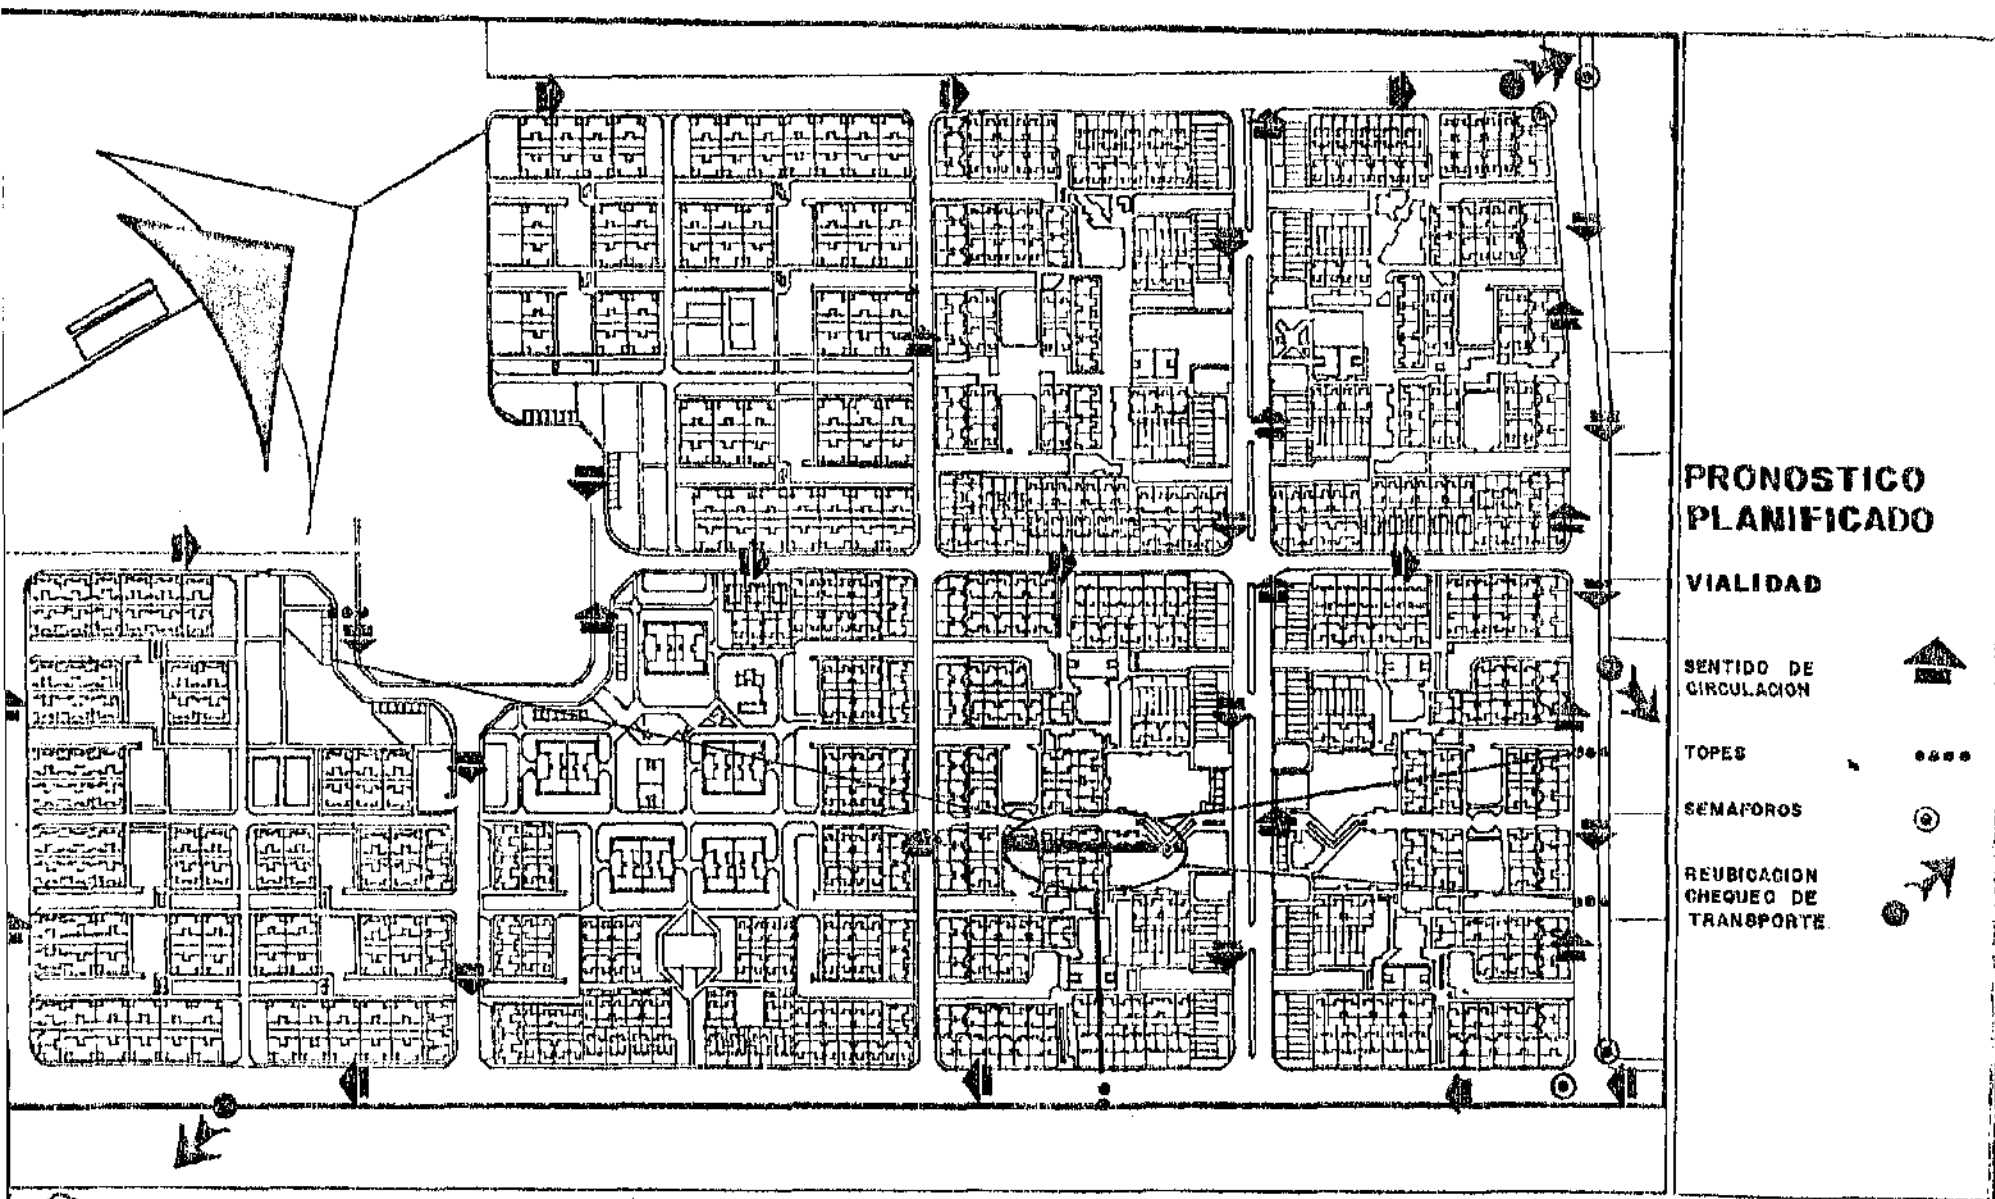 PRONOSTICO
PLANIFICADO
VIALIDAD
SENTIDO DE
CIRCULACION
TOPES
SEMAFOROS
REUBICACION
CHEQUEO DE
TRANSPORTE